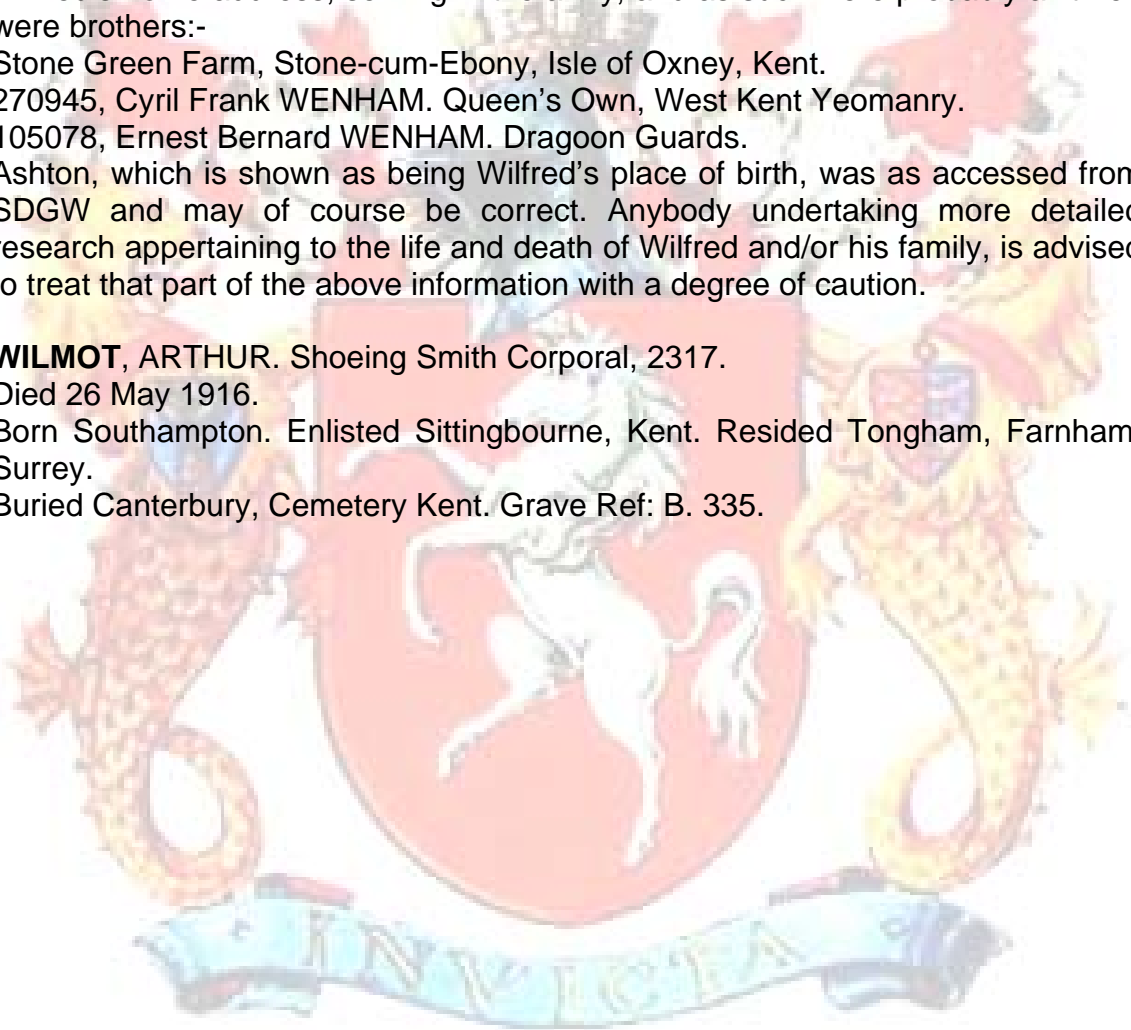 were brothers:-
Stone Green Farm, Stone-cum-Ebony, Isle of Oxney, Kent.
270945, Cyril Frank WENHAM. Queen's Own, West Kent Yeomanry.
105078, Ernest Bernard WENHAM. Dragoon Guards.
Ashton, which is shown as being Wilfred's place of birth, was as accessed from
SDGW and may of course be correct. Anybody undertaking more detailed
research appertaining to the life and death of Wilfred and/or his family, is advised
to treat that part of the above information with a degree of caution.
WILMOT, ARTHUR. Shoeing Smith Corporal, 2317.
Died 26 May 1916.
Born Southampton. Enlisted Sittingbourne, Kent. Resided Tongham, Farnham
Surrey.
Buried Canterbury, Cemetery Kent. Grave Ref: B. 335.
INVICTA